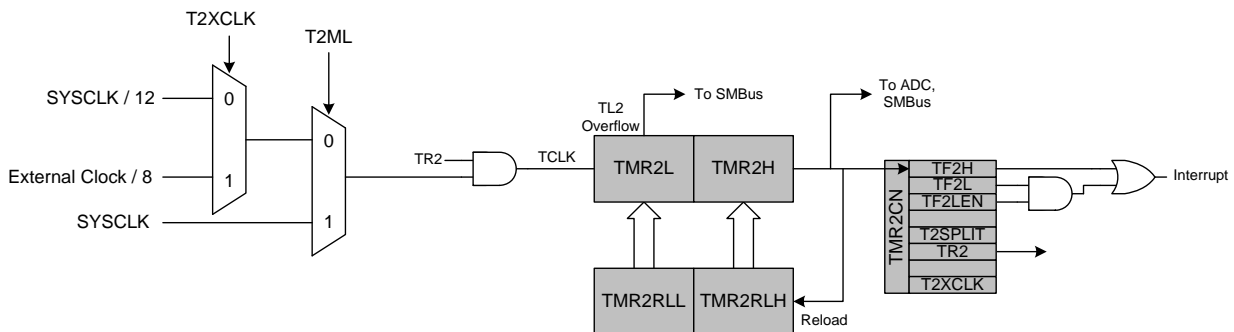 T2XCLK
T2ML
SYSCLK / 12
0
External Clock / 8
1
SYSCLK
0
1
TR2
TCLK
TL2
Overflow
To SMBus
To ADC,
SMBus
TMR2L
TMR2H
TMR2RLL
TMR2RLH
Reload
TMR2CN
TF2H
TF2L
TF2LEN
T2SPLIT
TR2
T2XCLK
Interrupt